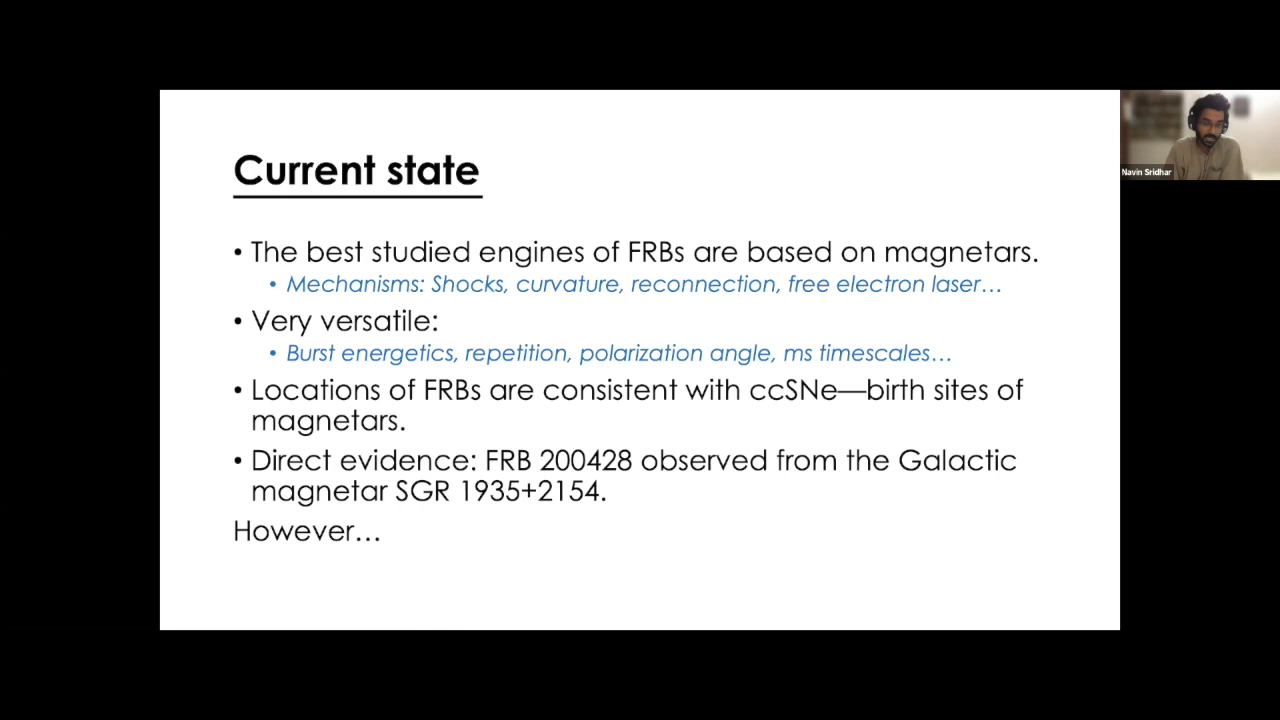 Current state
• The best studied engines of FRBs are based on magnetars.
• Mechanisms: Shocks, curvature, reconnection, free electron laser…
• Very versatile:
• Burst energetics, repetition, polarization angle, ms timescales…
• Locations of FRBs are consistent with ccSNe—birth sites of
magnetars.
• Direct evidence: FRB 200428 observed from the Galactic
magnetar SGR 1935+2154.
However…
Navin Sridhar